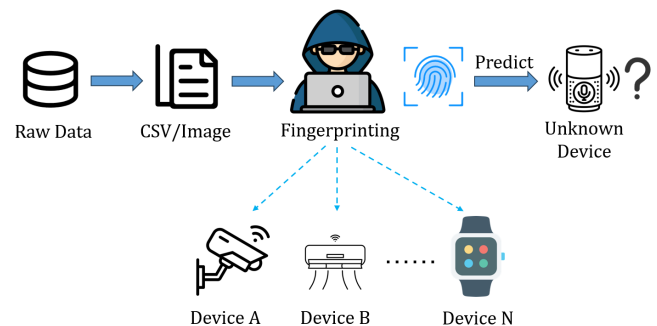 Predict
?
Raw Data
CSV/Image
Fingerprinting
Unknown
Device
......
Device A
Device B
Device N